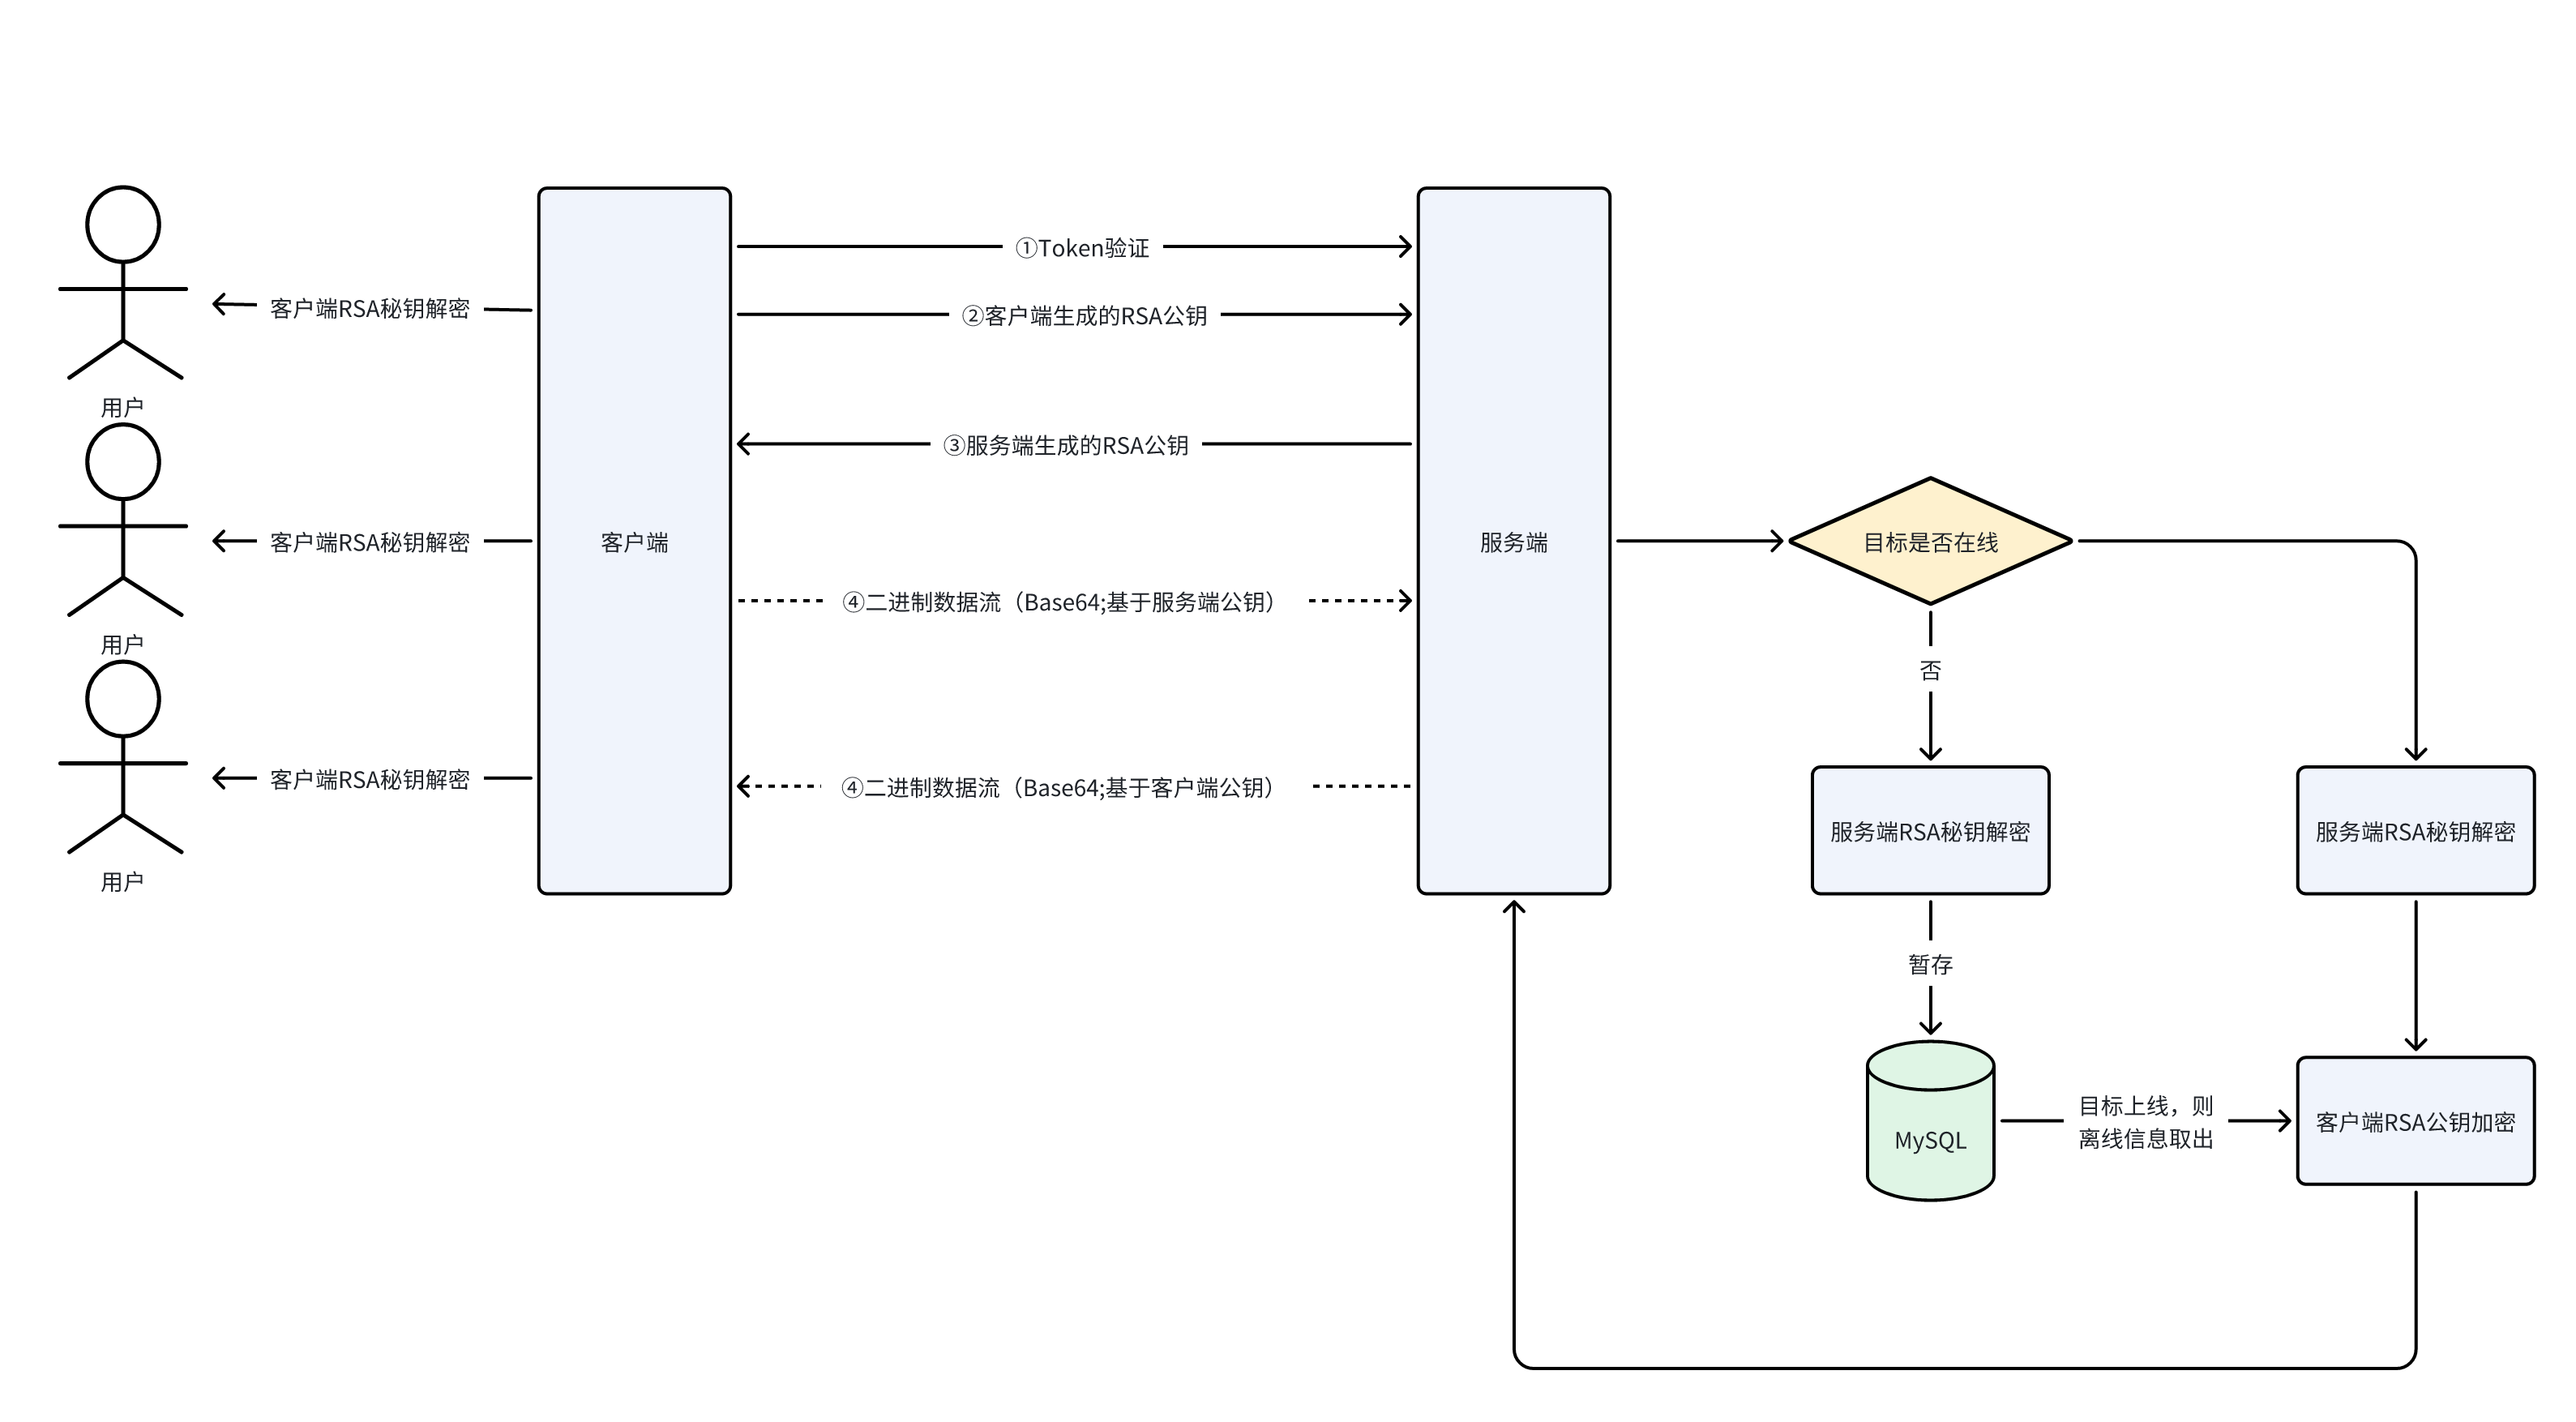 ①Token验证
客户端RSA秘钥解密
②客户端生成的RSA公钥
用户
③服务端生成的RSA公钥
客户端RSA秘钥解密
客户端
服务端
目标是否在线
④二进制数据流（Base64;基于服务端公钥）
用户
否
客户端RSA秘钥解密
④二进制数据流（Base64;基于客户端公钥）
服务端RSA秘钥解密
服务端RSA秘钥解密
用户
暂存
目标上线，则
离线信息取出
MySQL
客户端RSA公钥加密